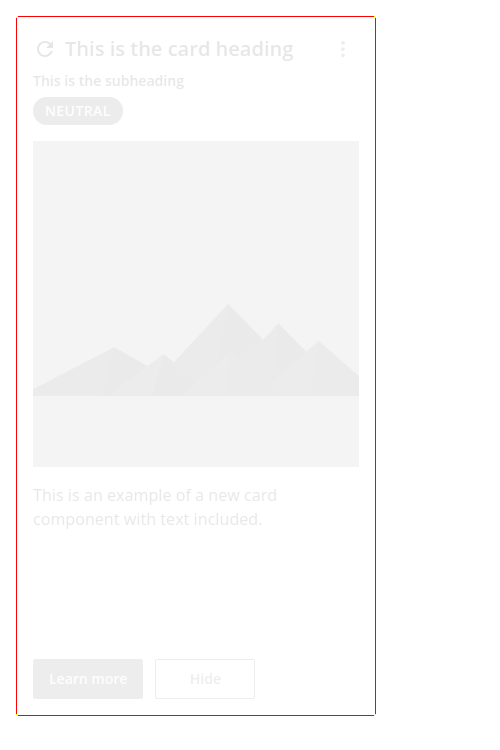 This is the card heading
This is the subheading
NEUTRAL
This is an example of a new card
component with text included.
Learn more
Hide